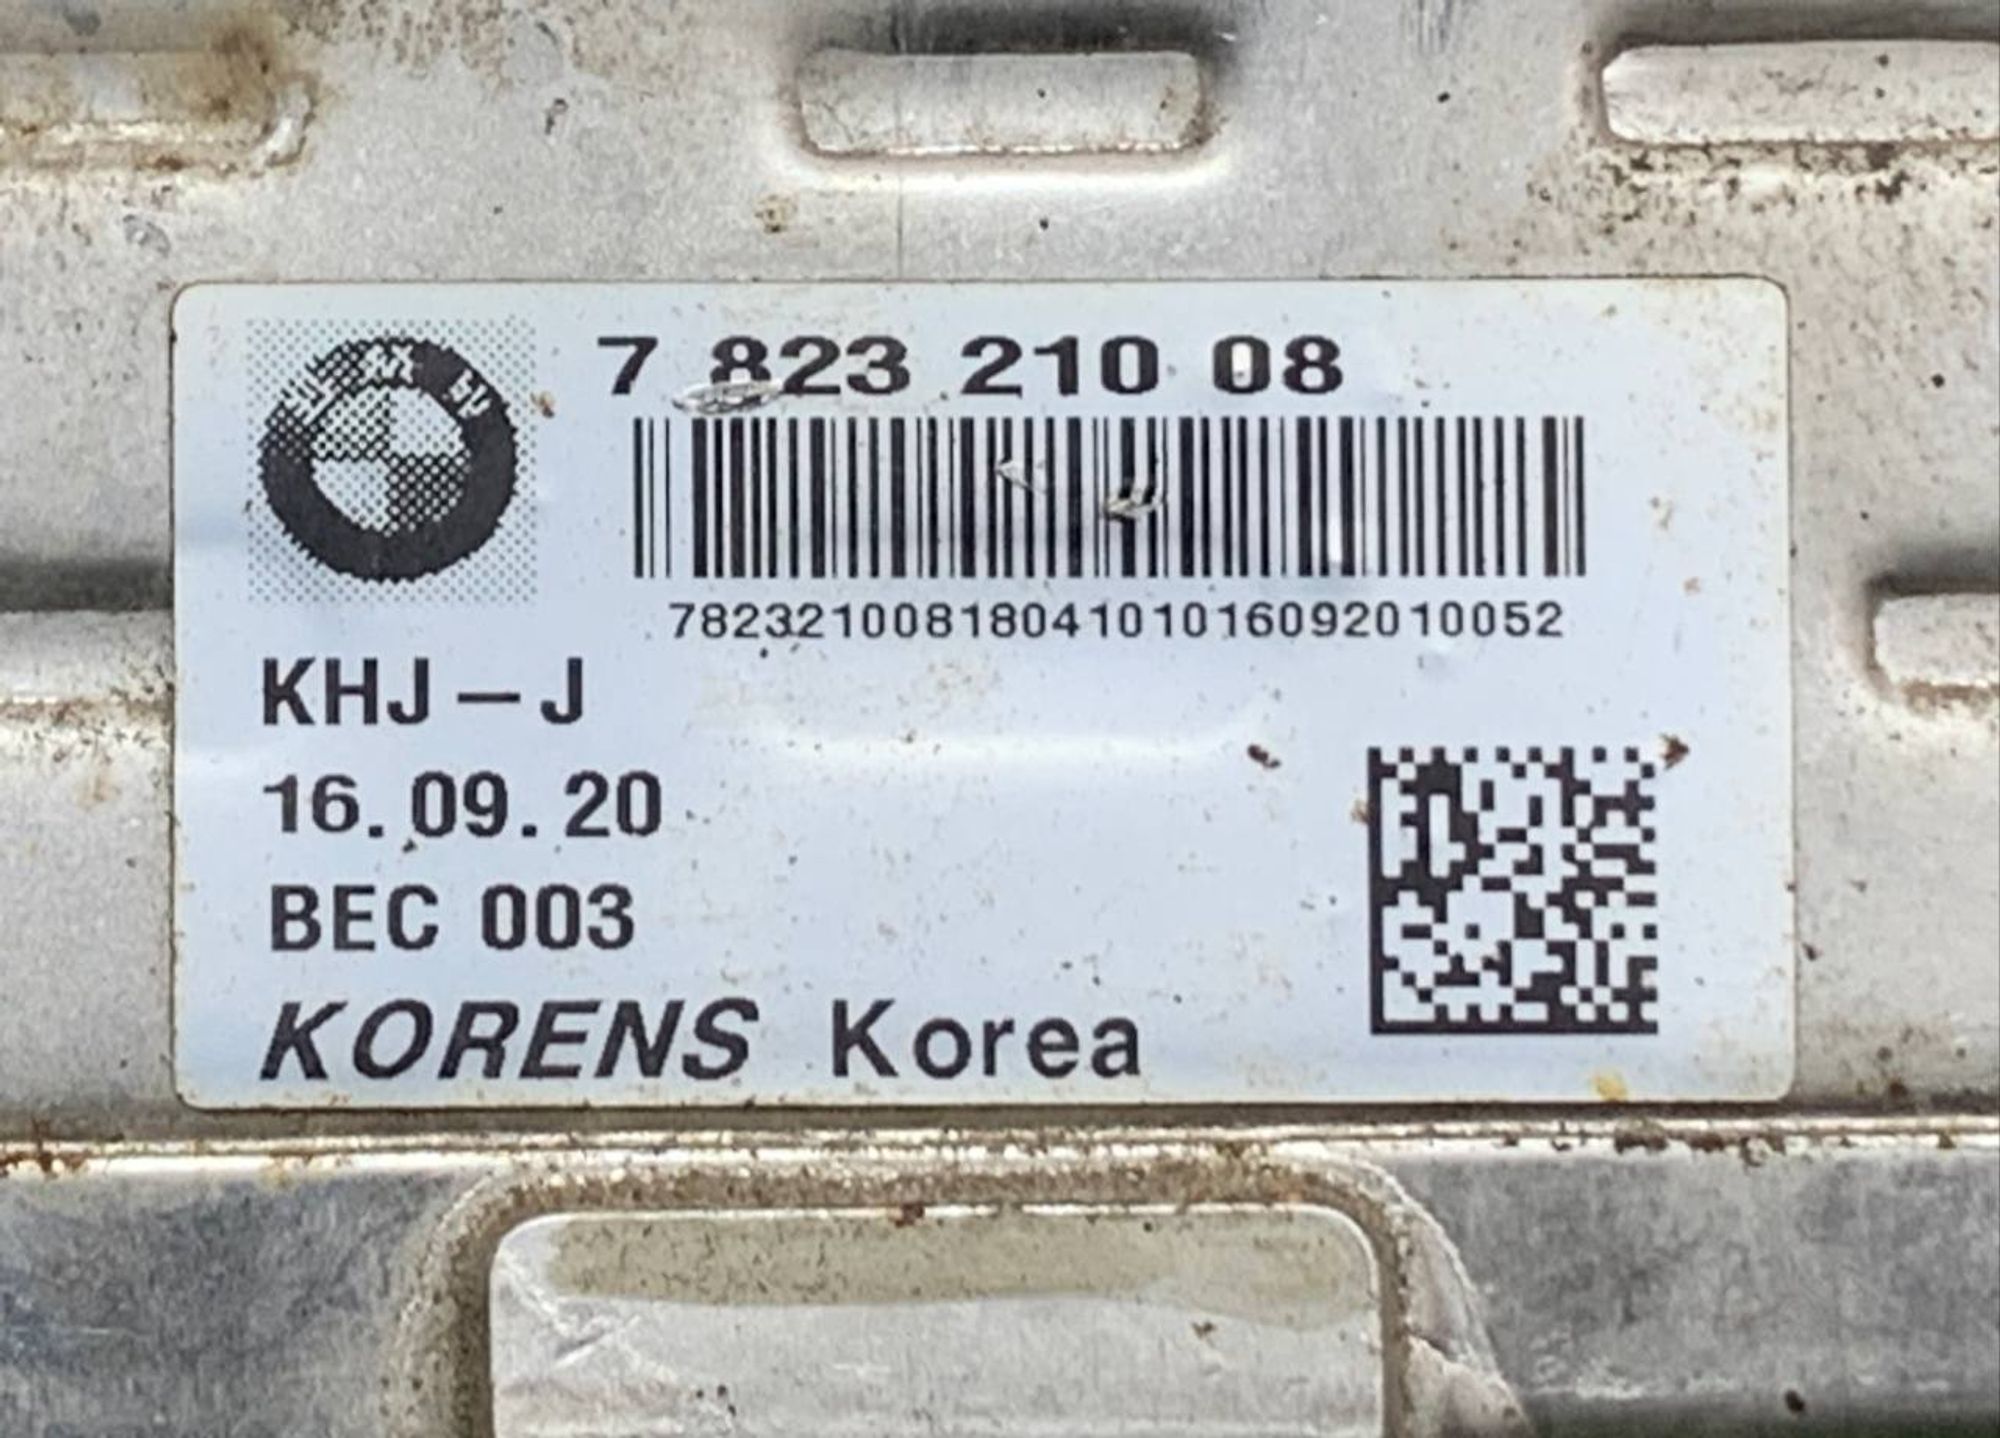 7 823 210 08
7823210081804101016092010052
KHJ – J
16. 09. 20
BEC 003
KORENS Korea